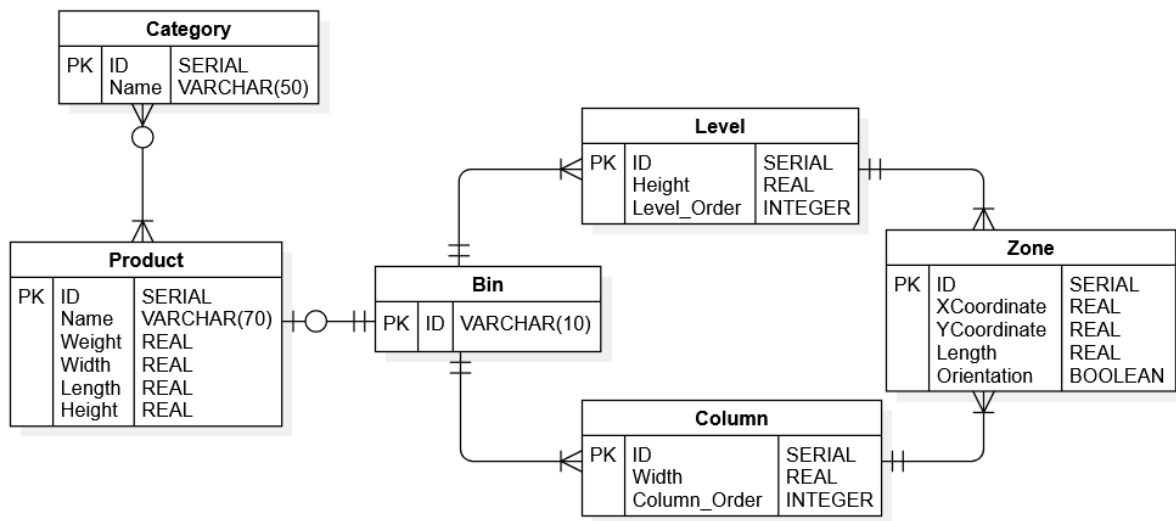 Category
PK ID SERIAL
Name VARCHAR(50)
Product
PK ID SERIAL
Name VARCHAR(70)
Weight REAL
Width REAL
Length REAL
Height REAL
Bin
PK ID VARCHAR(10)
Level
PK ID SERIAL
Height REAL
Level_Order INTEGER
Column
PK ID SERIAL
Width REAL
Column_Order INTEGER
Zone
PK ID SERIAL
XCoordinate REAL
YCoordinate REAL
Length REAL
Orientation BOOLEAN